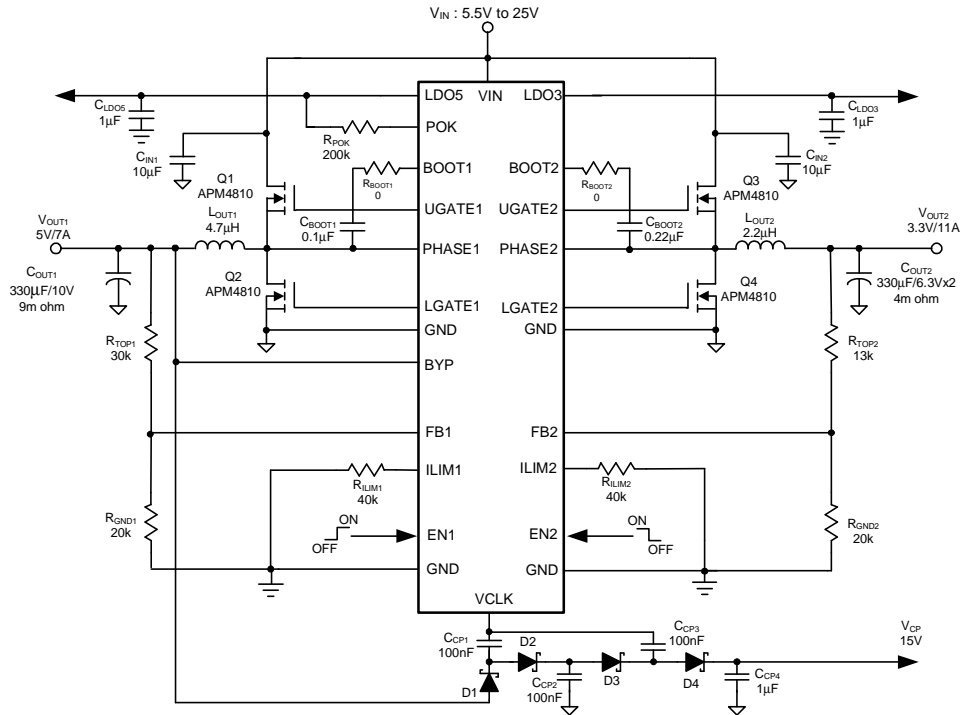 V_IN : 5.5V to 25V
LDO5
VIN
LDO3
C_LDO5
1µF
C_LDO3
1µF
POK
R_POK
200k
C_IN1
10µF
C_IN2
10µF
BOOT1
BOOT2
R_BOOT1
0
R_BOOT2
0
Q1
APM4810
Q3
APM4810
UGATE1
UGATE2
C_BOOT1
0.1µF
C_BOOT2
0.22µF
V_OUT1
5V/7A
L_OUT1
4.7µH
PHASE1
PHASE2
L_OUT2
2.2µH
V_OUT2
3.3V/11A
C_OUT1
330µF/10V
9m ohm
Q2
APM4810
Q4
APM4810
C_OUT2
330µF/6.3Vx2
4m ohm
LGATE1
LGATE2
GND
GND
R_TOP1
30k
R_TOP2
13k
BYP
FB1
FB2
ILIM1
ILIM2
R_ILIM1
40k
R_ILIM2
40k
R_GND1
20k
R_GND2
20k
ON
OFF
EN1
EN2
ON
OFF
GND
GND
VCLK
C_CP1
100nF
D2
C_CP3
100nF
V_CP
15V
D1
C_CP2
100nF
D3
D4
C_CP4
1µF